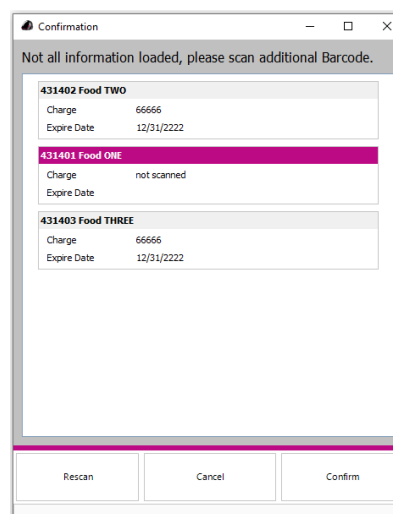 Confirmation
Not all information loaded, please scan additional Barcode.
431402 Food TWO
Charge 66666
Expire Date 12/31/2222
431401 Food ONE
Charge not scanned
Expire Date
431403 Food THREE
Charge 66666
Expire Date 12/31/2222
Rescan Cancel Confirm